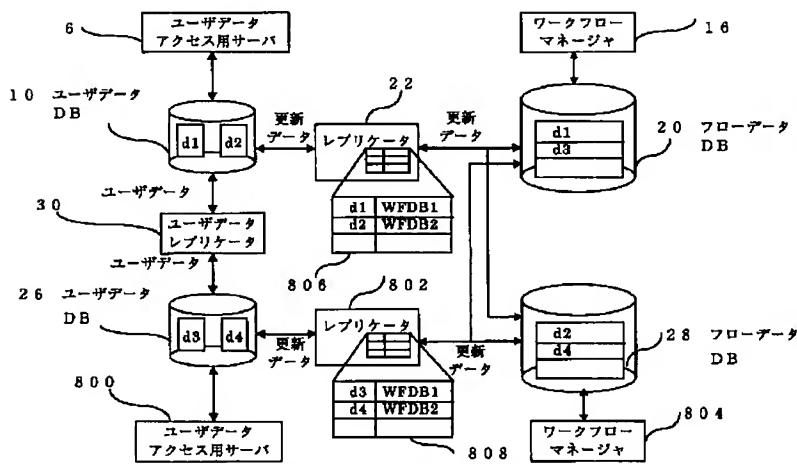 6
ユーザデータ
アクセス用サーバ
ワークフロー
マネージャ
16
10 ユーザデータ
DB
d1 d2
更新
データ
22
レプリケータ
更新
データ
d1
d3
20 フローデータ
DB
ユーザデータ
30
ユーザデータ
レプリケータ
ユーザデータ
d1 WFDB1
d2 WFDB2
806
802
26 ユーザデータ
DB
d3 d4
更新
データ
レプリケータ
更新
データ
d2
d4
28 フローデータ
DB
800
ユーザデータ
アクセス用サーバ
d3 WFDB1
d4 WFDB2
808
ワークフロー
マネージャ
804